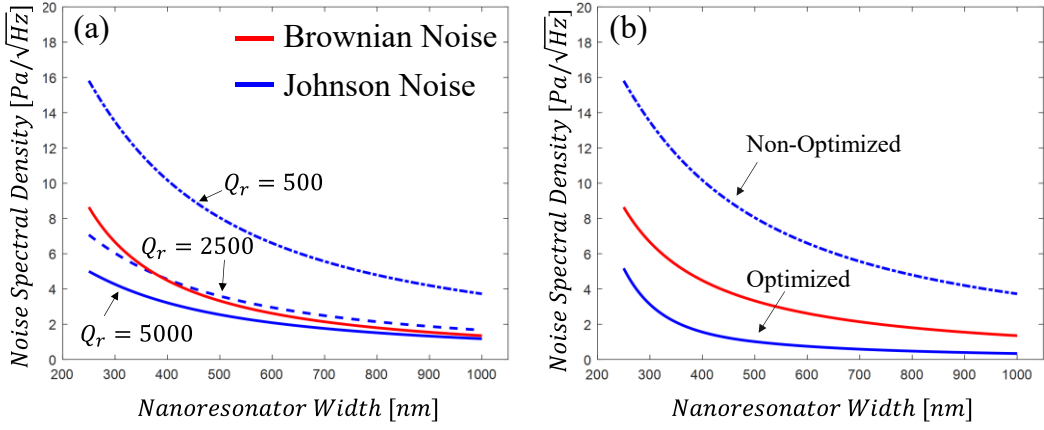 (a)
Brownian Noise
Johnson Noise
Noise Spectral Density [Pa/√Hz]
20
18
16
14
12
10
8
6
4
2
0
Q_r = 500
Q_r = 2500
Q_r = 5000
200 300 400 500 600 700 800 900 1000
Nanoresonator Width [nm]
(b)
Noise Spectral Density [Pa/√Hz]
20
18
16
14
12
10
8
6
4
2
0
Non-Optimized
Optimized
200 300 400 500 600 700 800 900 1000
Nanoresonator Width [nm]